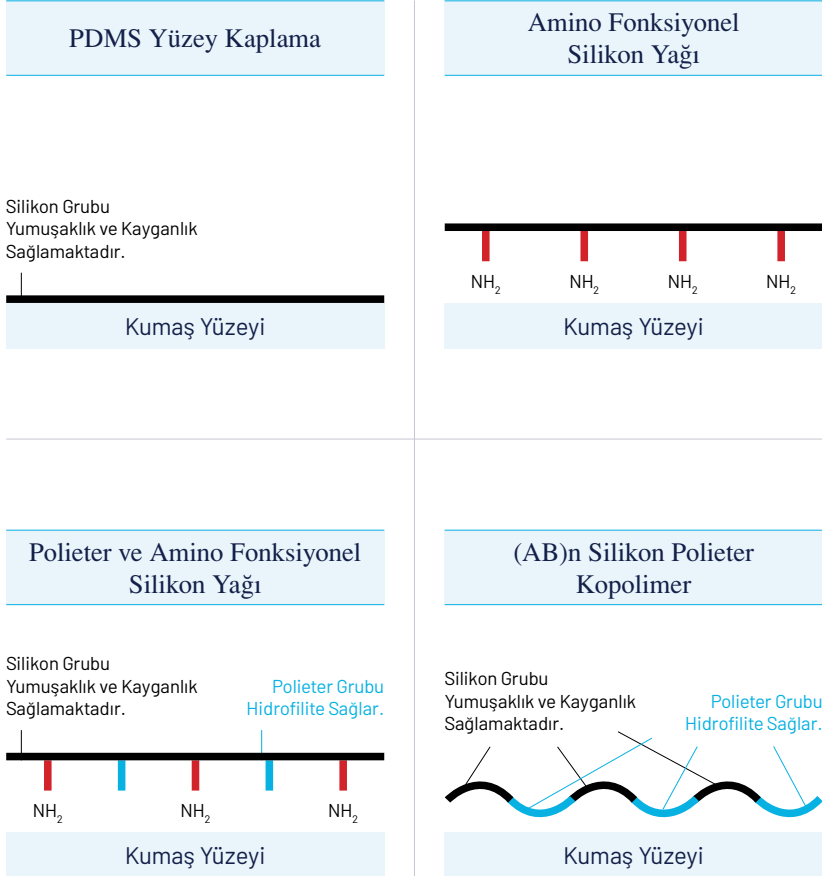 PDMS Yüzey Kaplama
Silikon Grubu
Yumuşaklık ve Kayganlık
Sağlamaktadır.
Kumaş Yüzeyi
Amino Fonksiyonel
Silikon Yağı
NH₂ NH₂ NH₂ NH₂
Kumaş Yüzeyi
Polieter ve Amino Fonksiyonel
Silikon Yağı
Silikon Grubu
Yumuşaklık ve Kayganlık
Sağlamaktadır.
Polieter Grubu
Hidrofilite Sağlar.
NH₂ NH₂ NH₂
Kumaş Yüzeyi
(AB)n Silikon Polieter
Kopolimer
Silikon Grubu
Yumuşaklık ve Kayganlık
Sağlamaktadır.
Polieter Grubu
Hidrofilite Sağlar.
Kumaş Yüzeyi